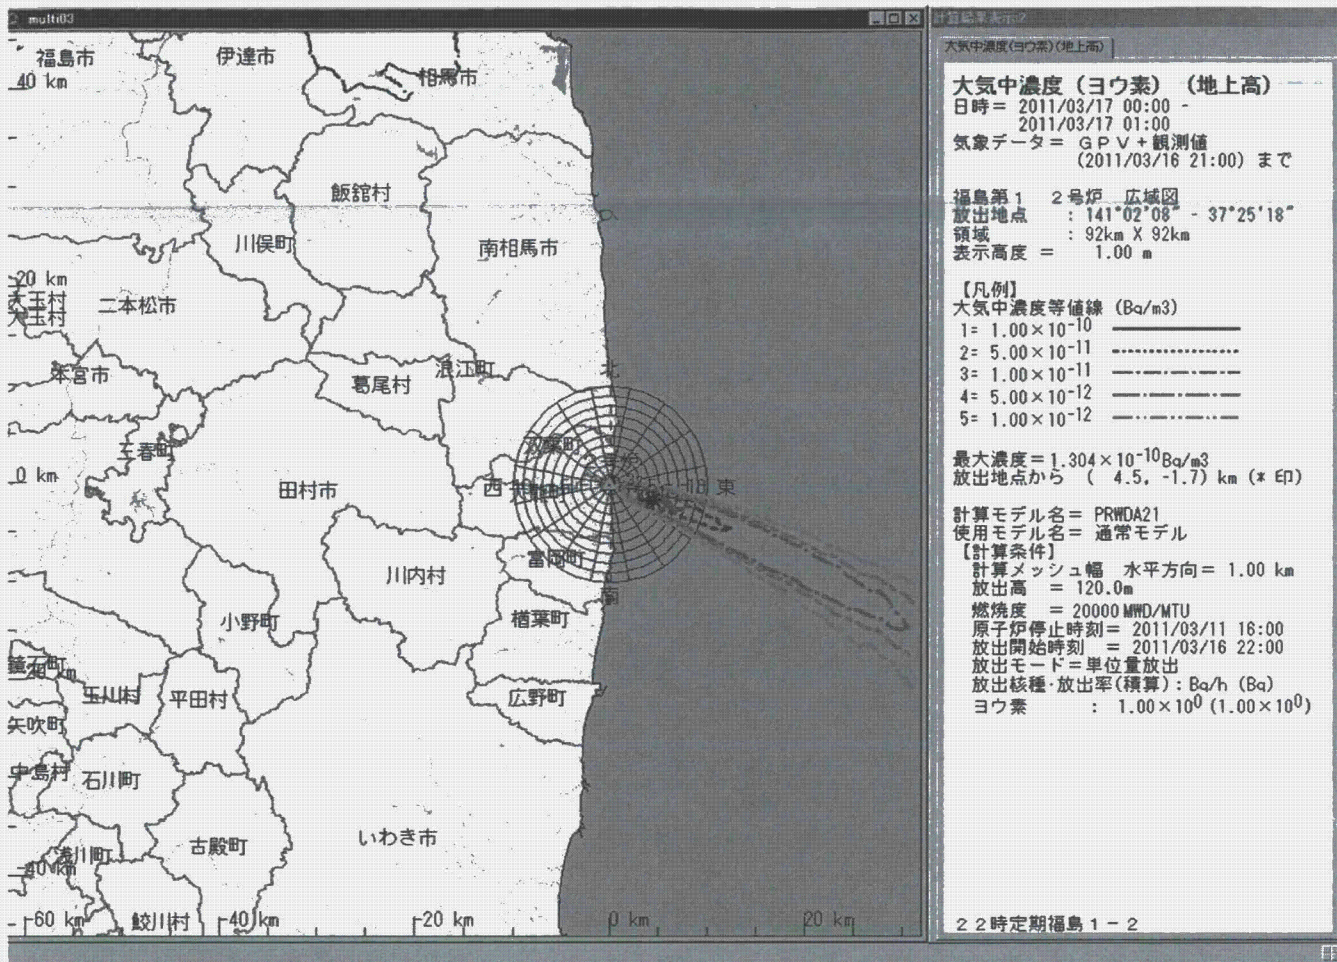 multi03
福島市
伊達市
相馬市
40 km
飯舘村
川俣町
南相馬市
20 km
大玉村
大玉村
二本松市
本宮市
浪江町
葛尾村
北
三春町
双葉町
0 km
田村市
西
東
富岡町
川内村
南
小野町
楢葉町
鏡石町
玉川村
平田村
広野町
矢吹町
中島村
石川町
いわき市
古殿町
浅川町
-40 km
鮫川村
-60 km
-40 km
-20 km
0 km
20 km
計算結果表示2
大気中濃度(ヨウ素)(地上高)
大気中濃度(ヨウ素) (地上高)
日時= 2011/03/17 00:00 -
2011/03/17 01:00
気象データ= GPV+観測値
(2011/03/16 21:00) まで
福島第1 2号炉 広域図
放出地点 : 141°02'08" - 37°25'18"
領域 : 92km X 92km
表示高度 = 1.00 m
【凡例】
大気中濃度等値線 (Bq/m3)
1= 1.00×10⁻¹⁰
2= 5.00×10⁻¹¹
3= 1.00×10⁻¹¹
4= 5.00×10⁻¹²
5= 1.00×10⁻¹²
最大濃度=1.304×10⁻¹⁰Bq/m3
放出地点から ( 4.5, -1.7) km (* 印)
計算モデル名= PRWDA21
使用モデル名= 通常モデル
【計算条件】
計算メッシュ幅 水平方向= 1.00 km
放出高 = 120.0m
燃焼度 = 20000MWD/MTU
原子炉停止時刻= 2011/03/11 16:00
放出開始時刻 = 2011/03/16 22:00
放出モード=単位量放出
放出核種・放出率(積算):Bq/h (Bq)
ヨウ素 : 1.00×10⁰(1.00×10⁰)
22時定期福島1-2